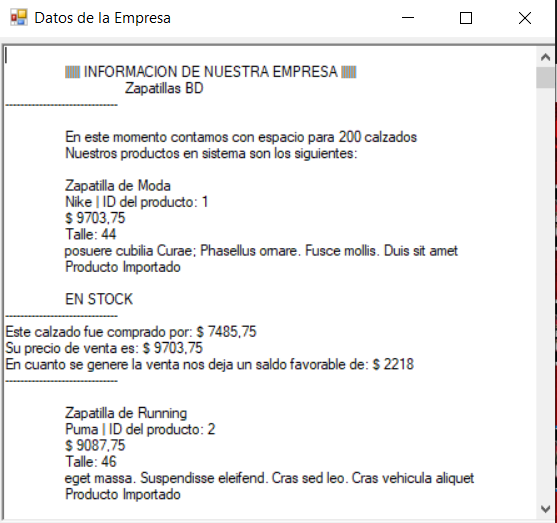 Datos de la Empresa
INFORMACION DE NUESTRA EMPRESA
Zapatillas BD
------------------------------
En este momento contamos con espacio para 200 calzados
Nuestros productos en sistema son los siguientes:
Zapatilla de Moda
Nike | ID del producto: 1
$ 9703,75
Talle: 44
posuere cubilia Curae; Phasellus ornare. Fusce mollis. Duis sit amet
Producto Importado
EN STOCK
------------------------------
Este calzado fue comprado por: $ 7485,75
Su precio de venta es: $ 9703,75
En cuanto se genere la venta nos deja un saldo favorable de: $ 2218
------------------------------
Zapatilla de Running
Puma | ID del producto: 2
$ 9087,75
Talle: 46
eget massa. Suspendisse eleifend. Cras sed leo. Cras vehicula aliquet
Producto Importado